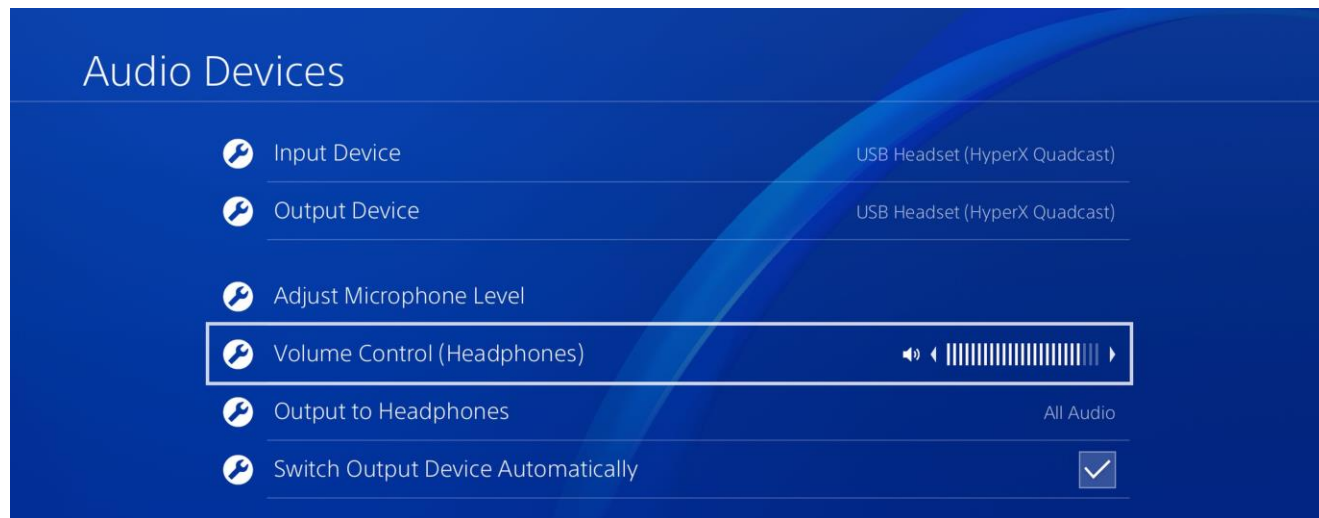 Audio Devices
Input Device USB Headset (HyperX Quadcast)
Output Device USB Headset (HyperX Quadcast)
Adjust Microphone Level
Volume Control (Headphones)
Output to Headphones All Audio
Switch Output Device Automatically